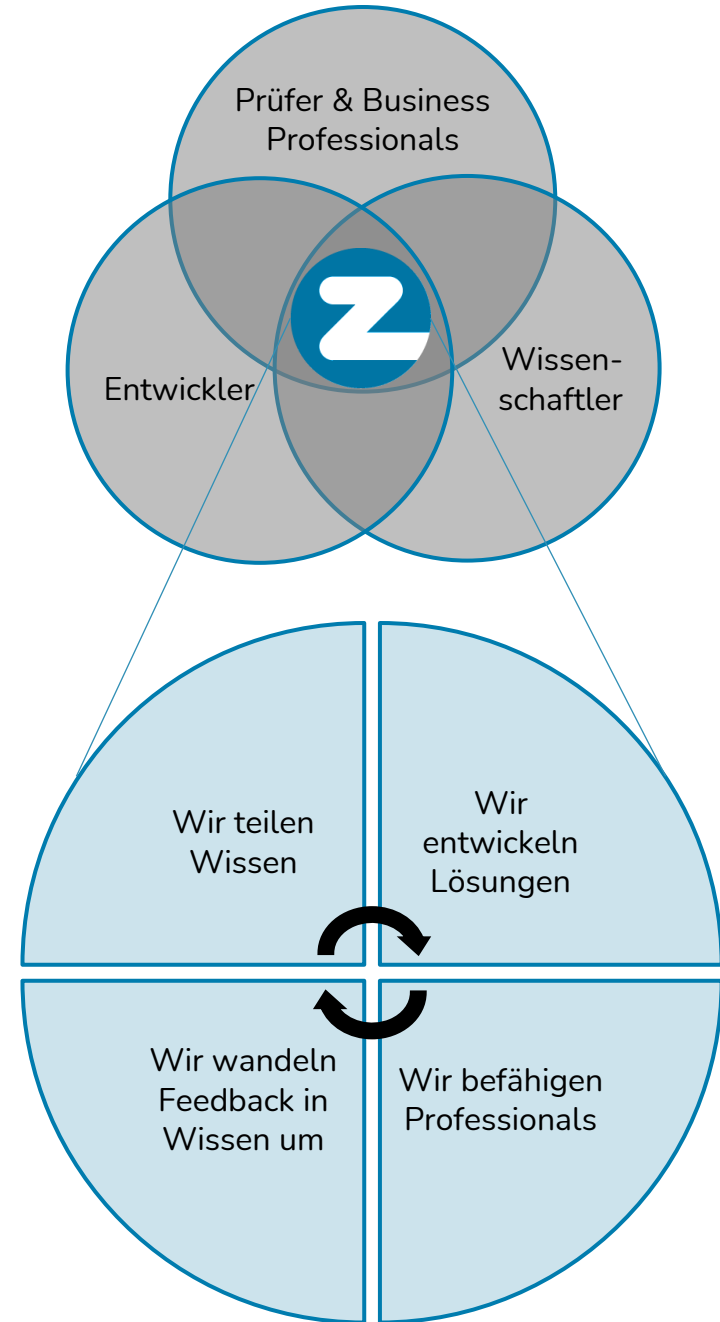 Prüfer & Business
Professionals
Z
Entwickler
Wissen-
schaftler
Wir teilen
Wissen
Wir
entwickeln
Lösungen
Wir wandeln
Feedback in
Wissen um
Wir befähigen
Professionals